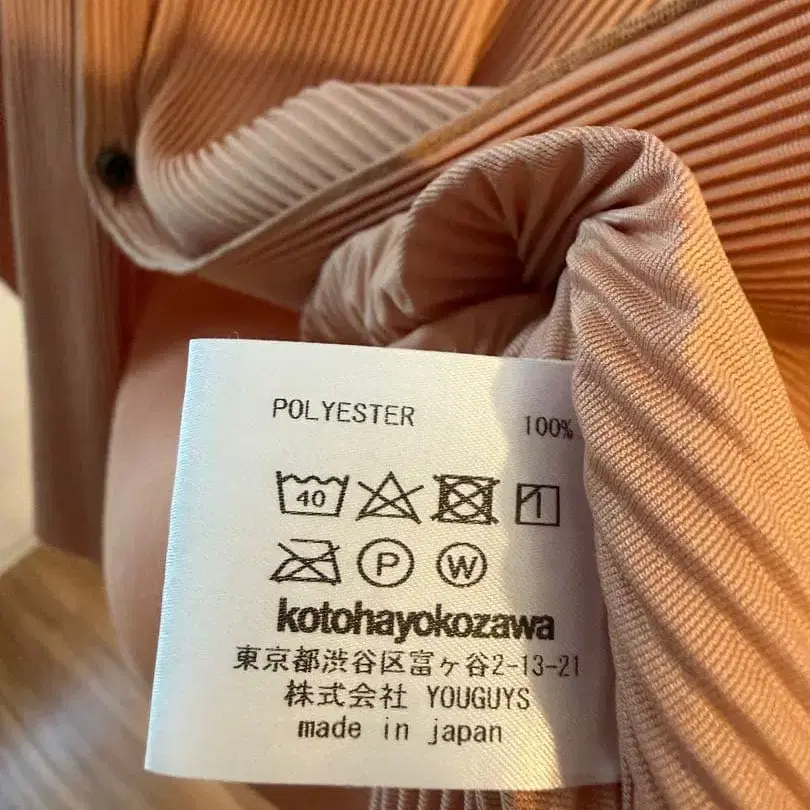 POLYESTER 100%
40
P W
kotohayokozawa
東京都渋谷区富ヶ谷2-13-21
株式会社 YOUGUYS
made in japan